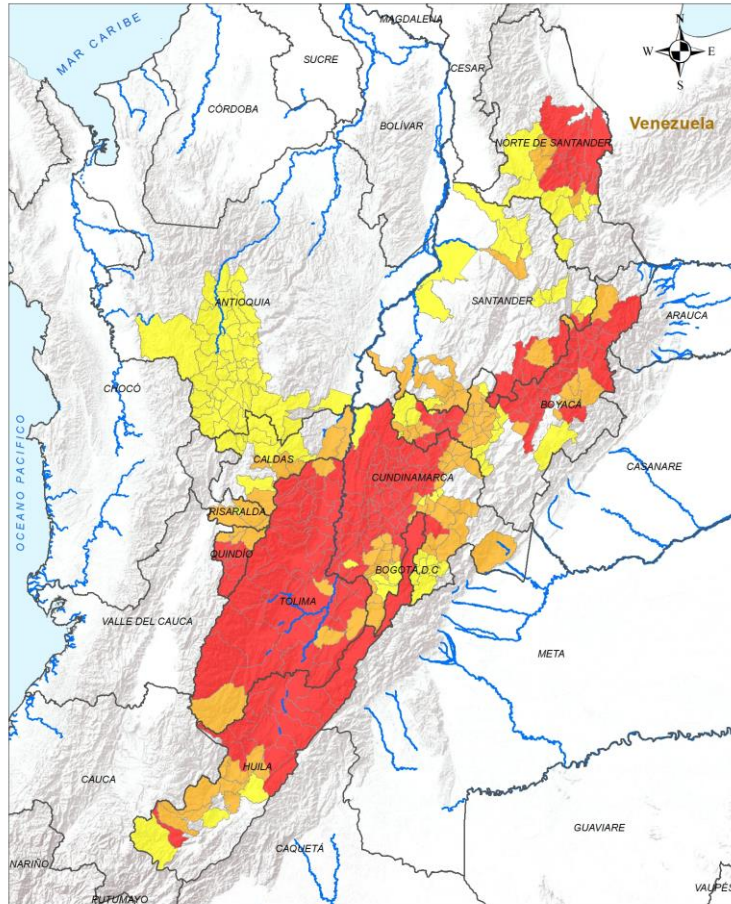 MAGDALENA
N
MAR CARIBE
SUCRE
CESAR
W
E
S
CÓRDOBA
BOLÍVAR
Venezuela
NORTE DE SANTANDER
ANTIOQUIA
SANTANDER
ARAUCA
CHOCÓ
BOYACÁ
OCEANO PACIFICO
CALDAS
CUNDINAMARCA
CASANARE
RISARALDA
QUINDÍO
BOGOTÁ, D.C
TOLIMA
VALLE DEL CAUCA
META
HUILA
CAUCA
GUAVIARE
NARIÑO
CAQUETÁ
PUTUMAYO
VAUPÉS